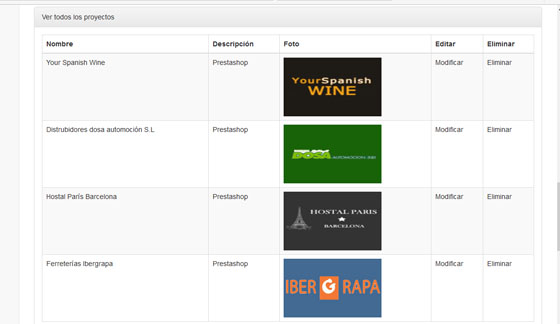 Ver todos los proyectos
Nombre Descripción Foto Editar Eliminar
Your Spanish Wine Prestashop YourSpanish WINE Modificar Eliminar
Distrubidores dosa automoción S.L. Prestashop DOSA AUTOMOCION, SRL Modificar Eliminar
Hostal París Barcelona Prestashop HOSTAL PARIS BARCELONA Modificar Eliminar
Ferreterías Ibergrapa Prestashop IBER G RAPA Modificar Eliminar